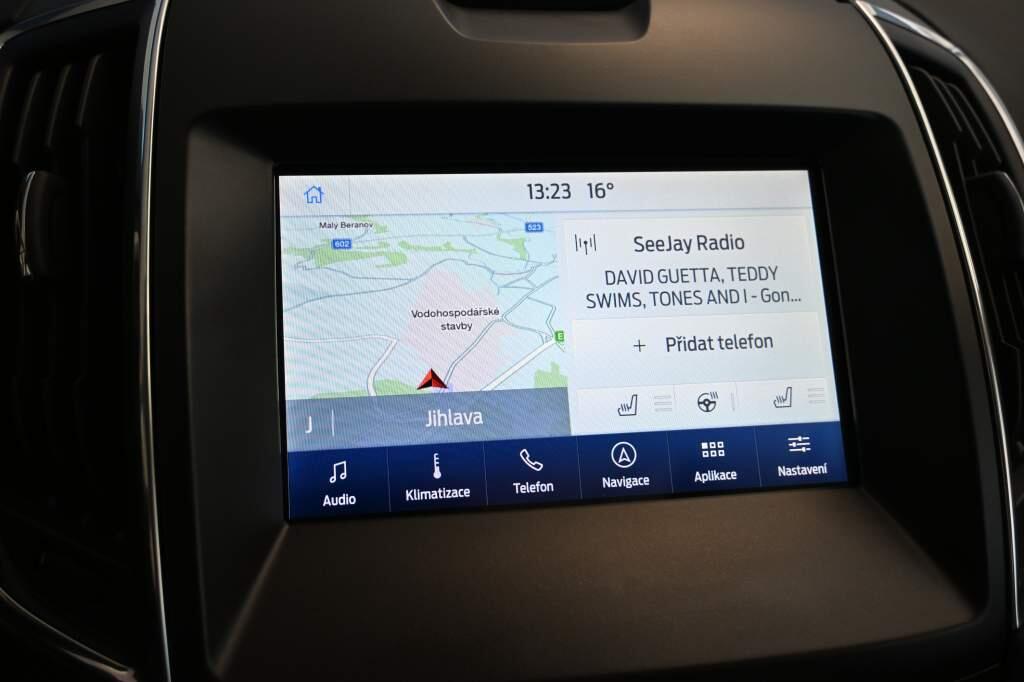 13:23 16°
Malý Beranov
602
523
Vodohospodářské
stavby
E
J
Jihlava
SeeJay Radio
DAVID GUETTA, TEDDY
SWIMS, TONES AND I - Gon...
+ Přidat telefon
Audio
Klimatizace
Telefon
Navigace
Aplikace
Nastavení